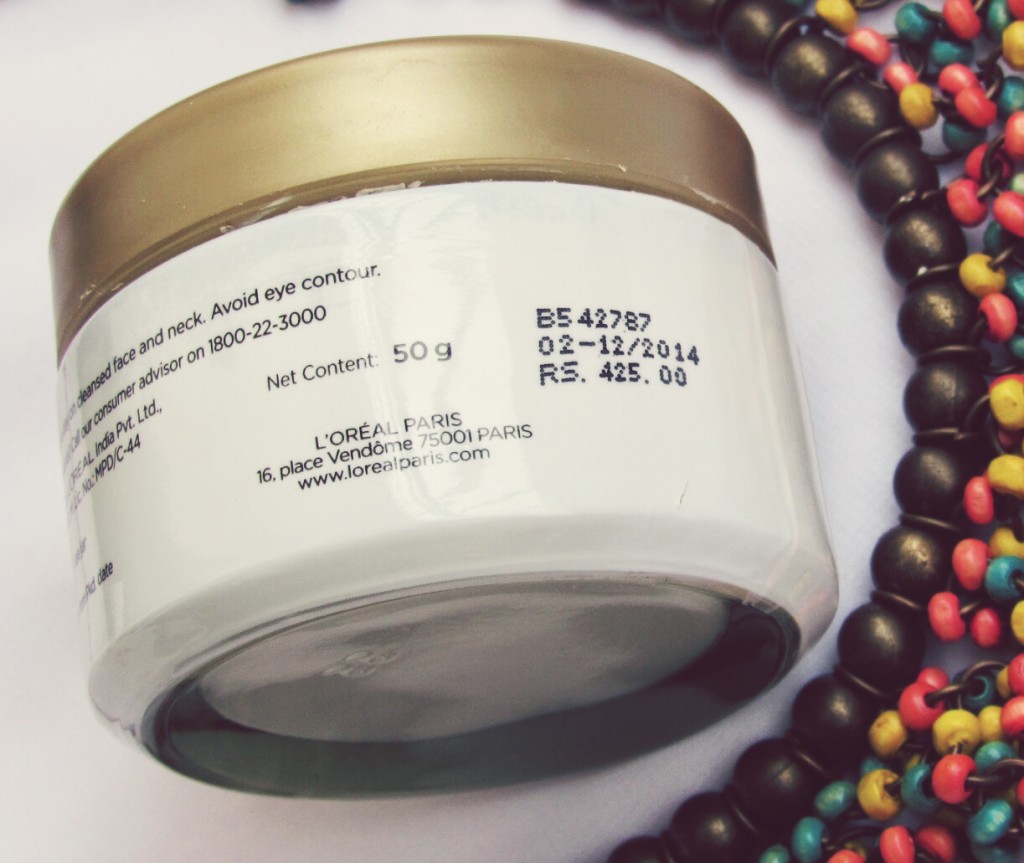 cleansed face and neck. Avoid eye contour.
Call our consumer advisor on 1800-22-3000
India Pvt. Ltd.,
No.: MPD/C-44
date
Net Content: 50 g
L'ORÉAL PARIS
16, place Vendôme 75001 PARIS
www.lorealparis.com
B5 42787
02-12/2014
RS. 425.00